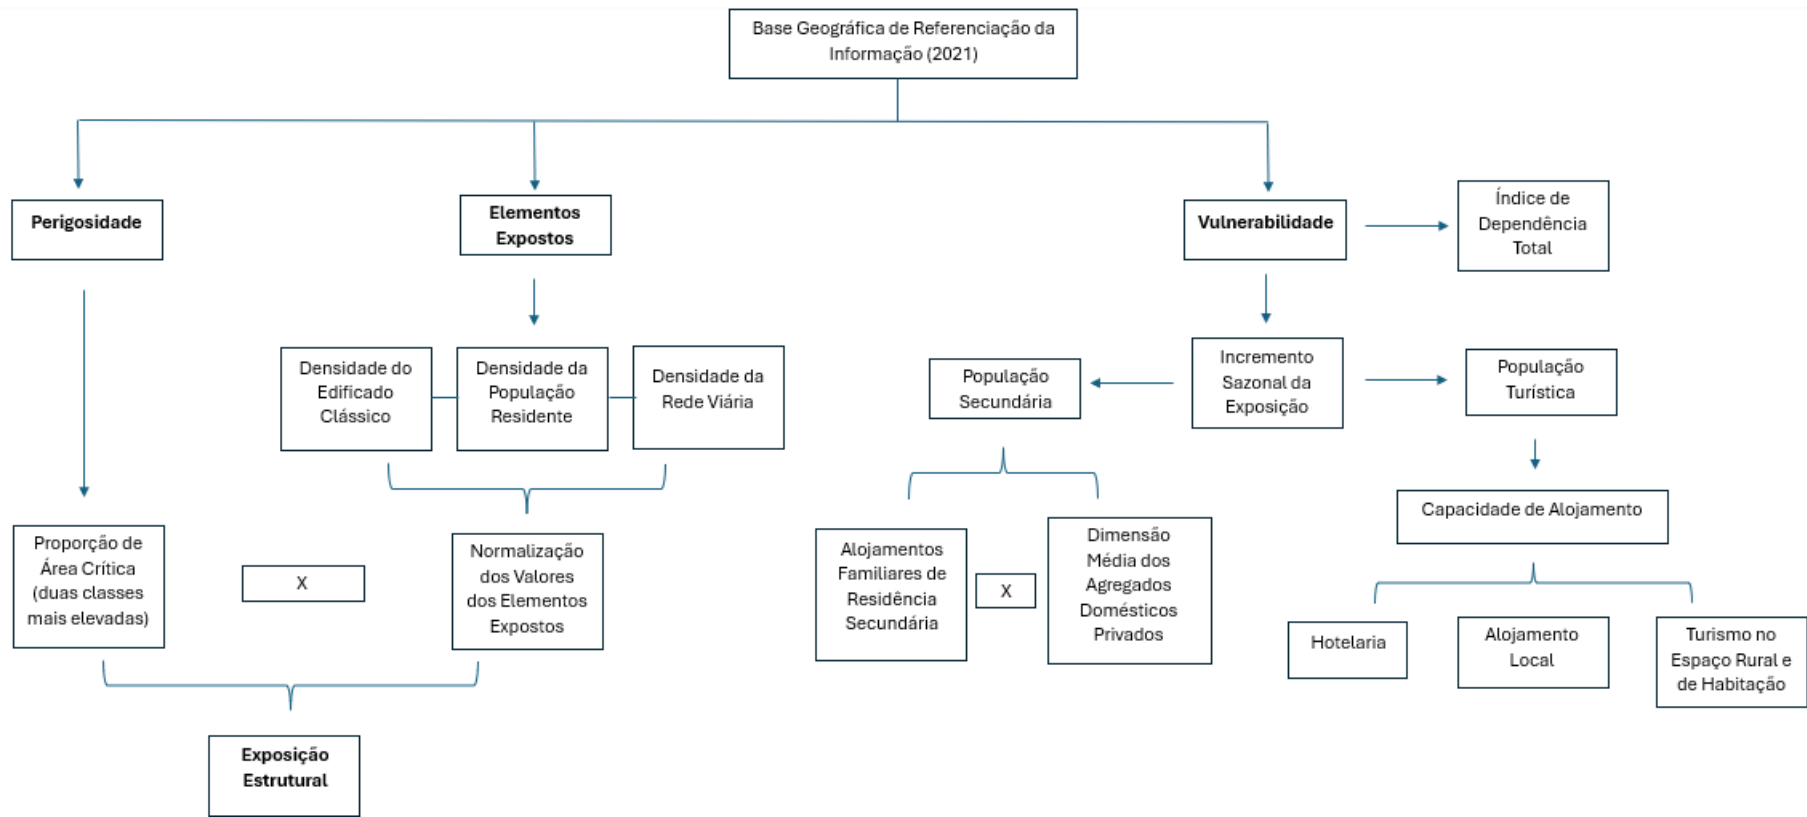 Base Geográfica de Referenciação da
Informação (2021)
Perigosidade
Elementos
Expostos
Vulnerabilidade
Índice de
Dependência
Total
Densidade do
Edificado
Clássico
Densidade da
População
Residente
Densidade da
Rede Viária
População
Secundária
Incremento
Sazonal da
Exposição
População
Turística
Capacidade de Alojamento
Proporção de
Área Crítica
(duas classes
mais elevadas)
X
Normalização
dos Valores
dos Elementos
Expostos
Alojamentos
Familiares de
Residência
Secundária
X
Dimensão
Média dos
Agregados
Domésticos
Privados
Hotelaria
Alojamento
Local
Turismo no
Espaço Rural e
de Habitação
Exposição
Estrutural